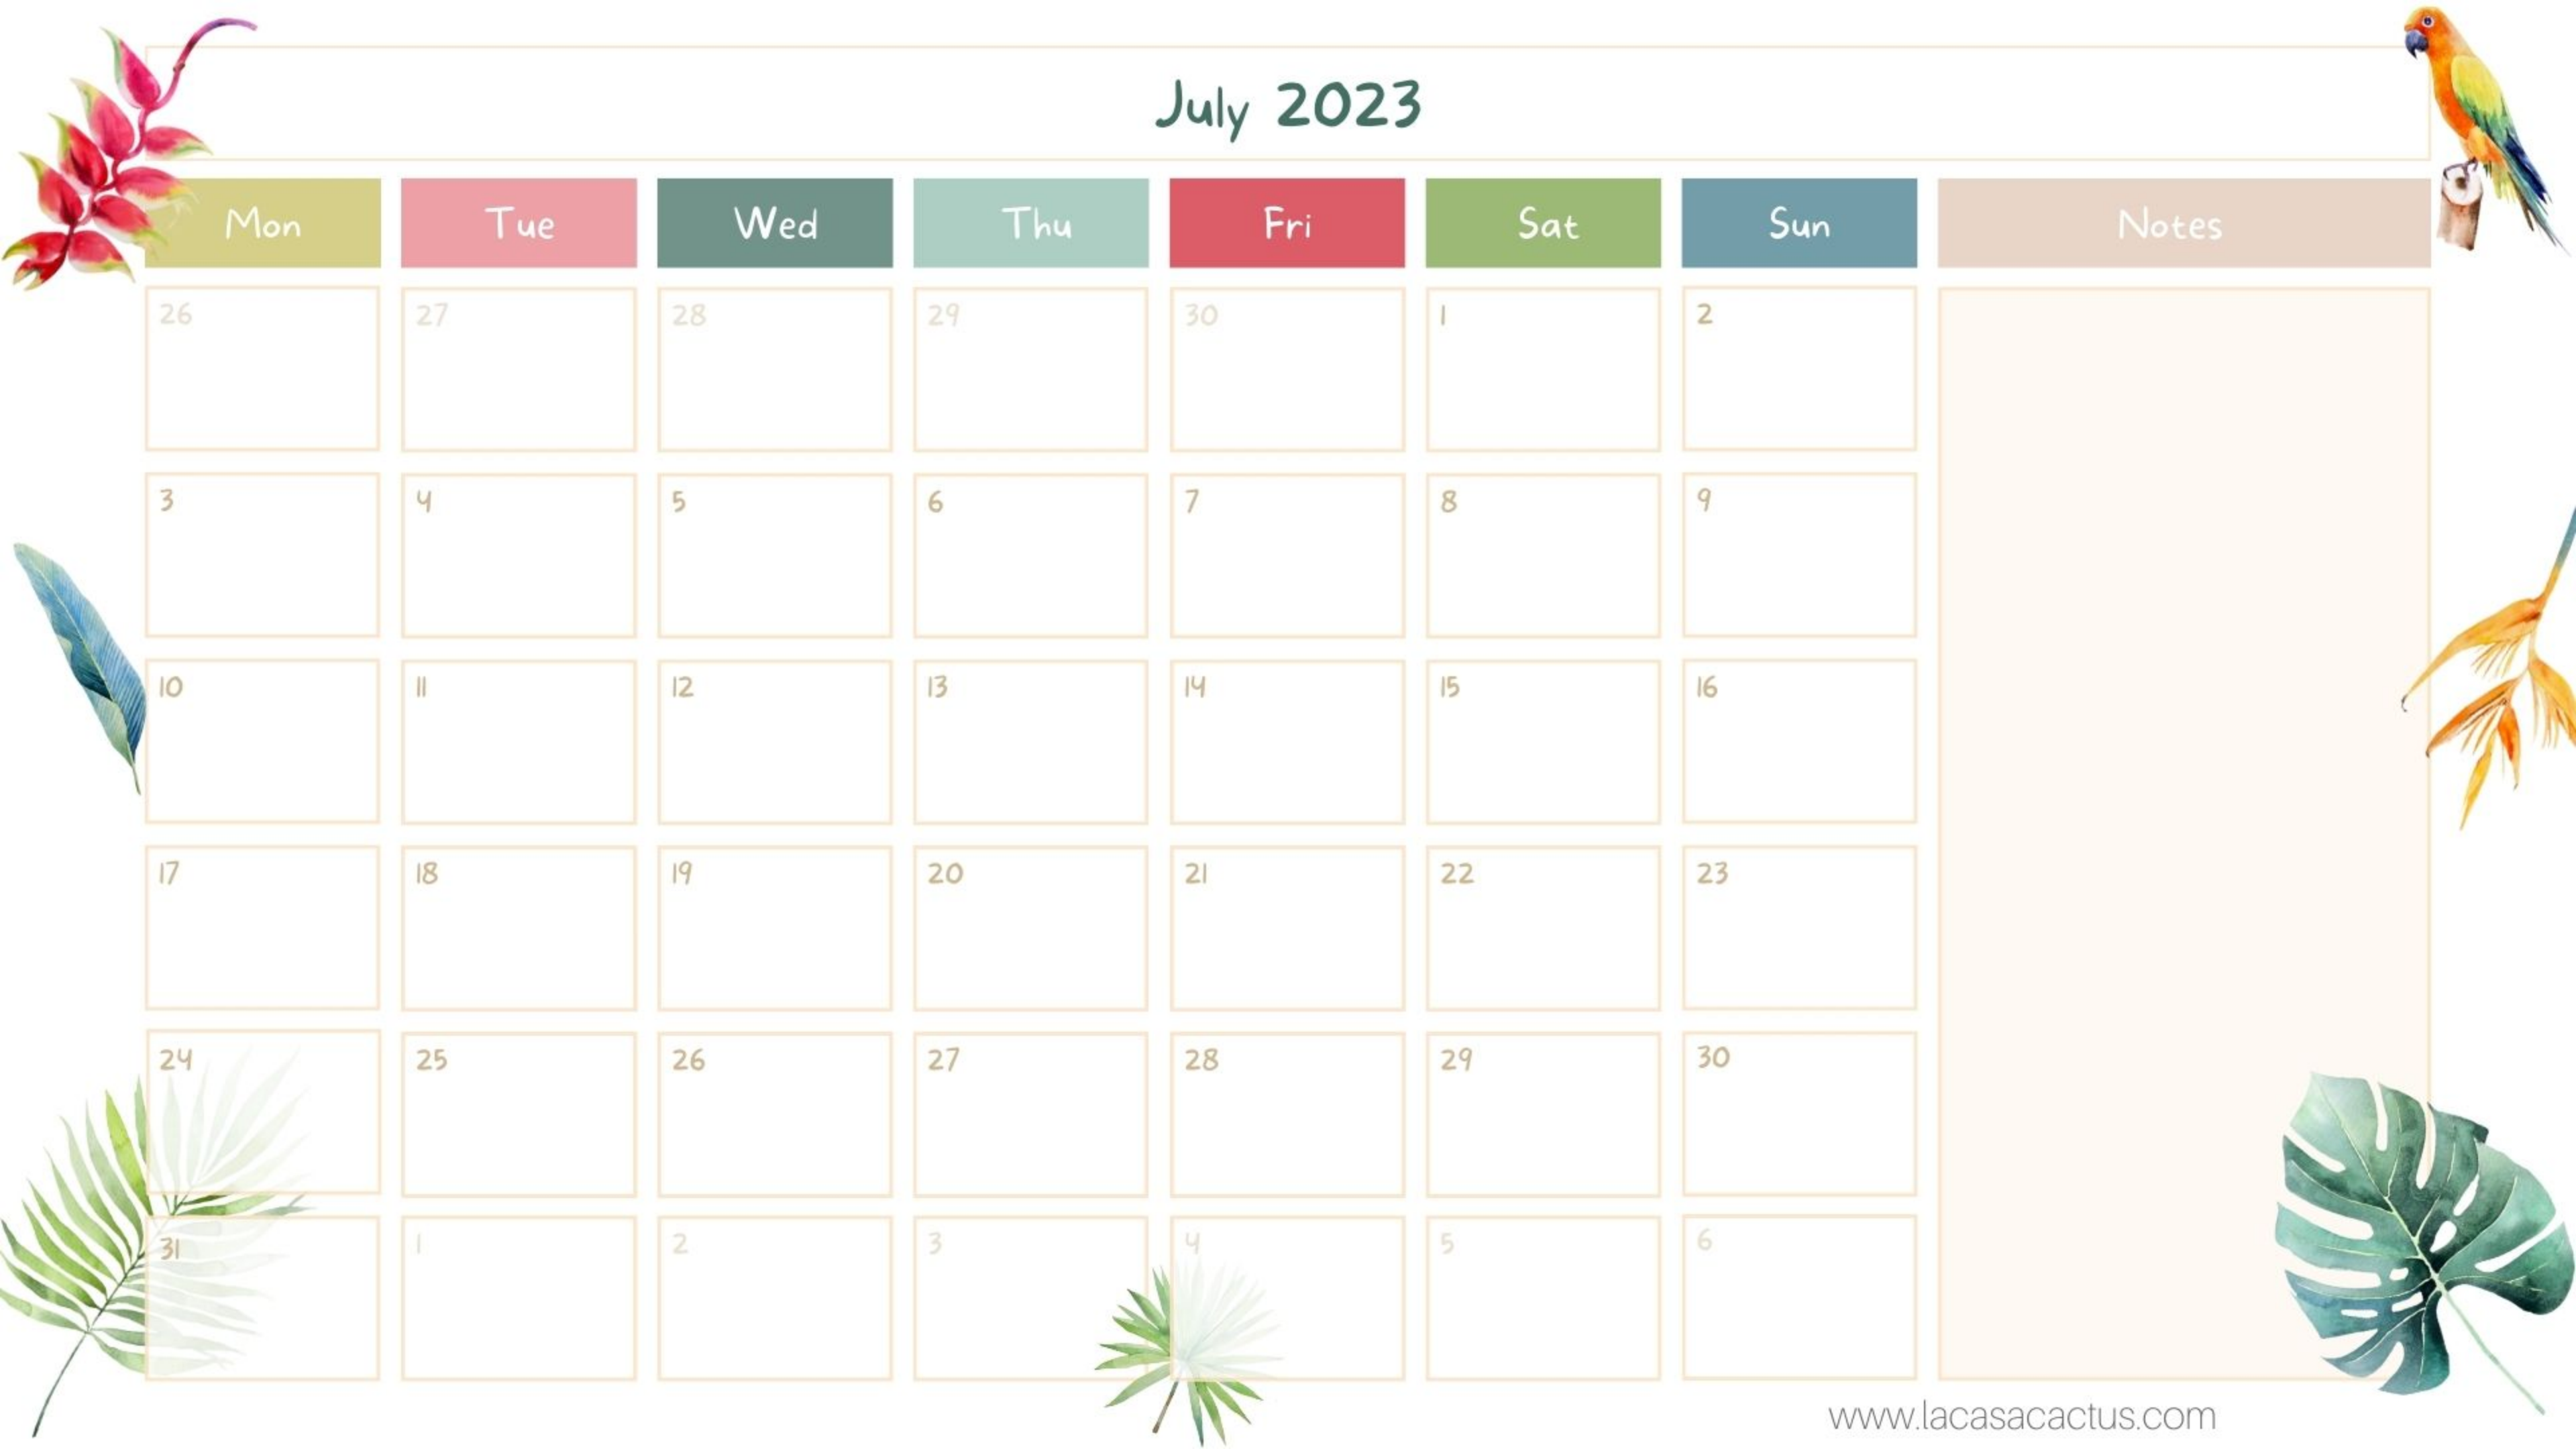 July 2023
Mon Tue Wed Thu Fri Sat Sun Notes
26 27 28 29 30 1 2
3 4 5 6 7 8 9
10 11 12 13 14 15 16
17 18 19 20 21 22 23
24 25 26 27 28 29 30
31 1 2 3 4 5 6
www.lacasacactus.com